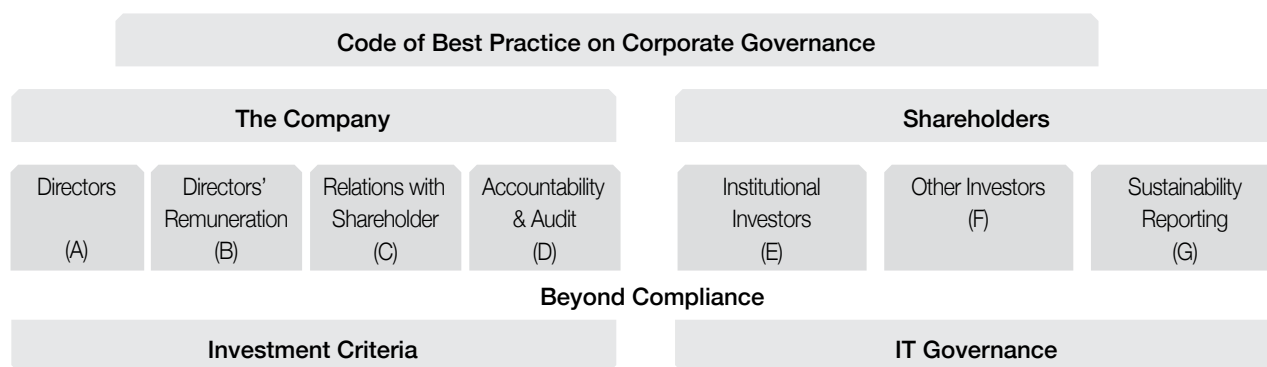 Code of Best Practice on Corporate Governance
The Company
Shareholders
Directors
(A)
Directors’
Remuneration
(B)
Relations with
Shareholder
(C)
Accountability
& Audit
(D)
Institutional
Investors
(E)
Other Investors
(F)
Sustainability
Reporting
(G)
Beyond Compliance
Investment Criteria
IT Governance